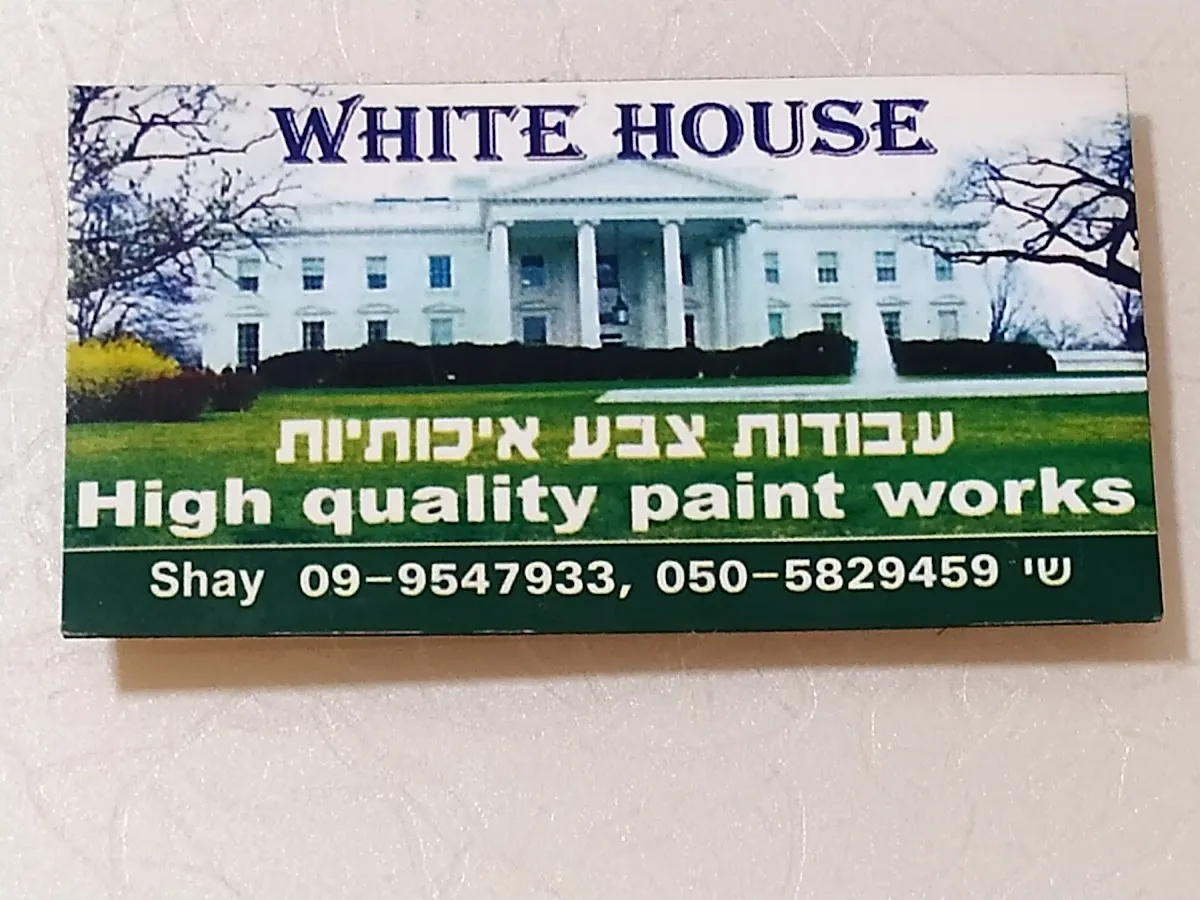 WHITE HOUSE
עבודות צבע איכותיות
High quality paint works
Shay 09-9547933, 050-5829459 שי